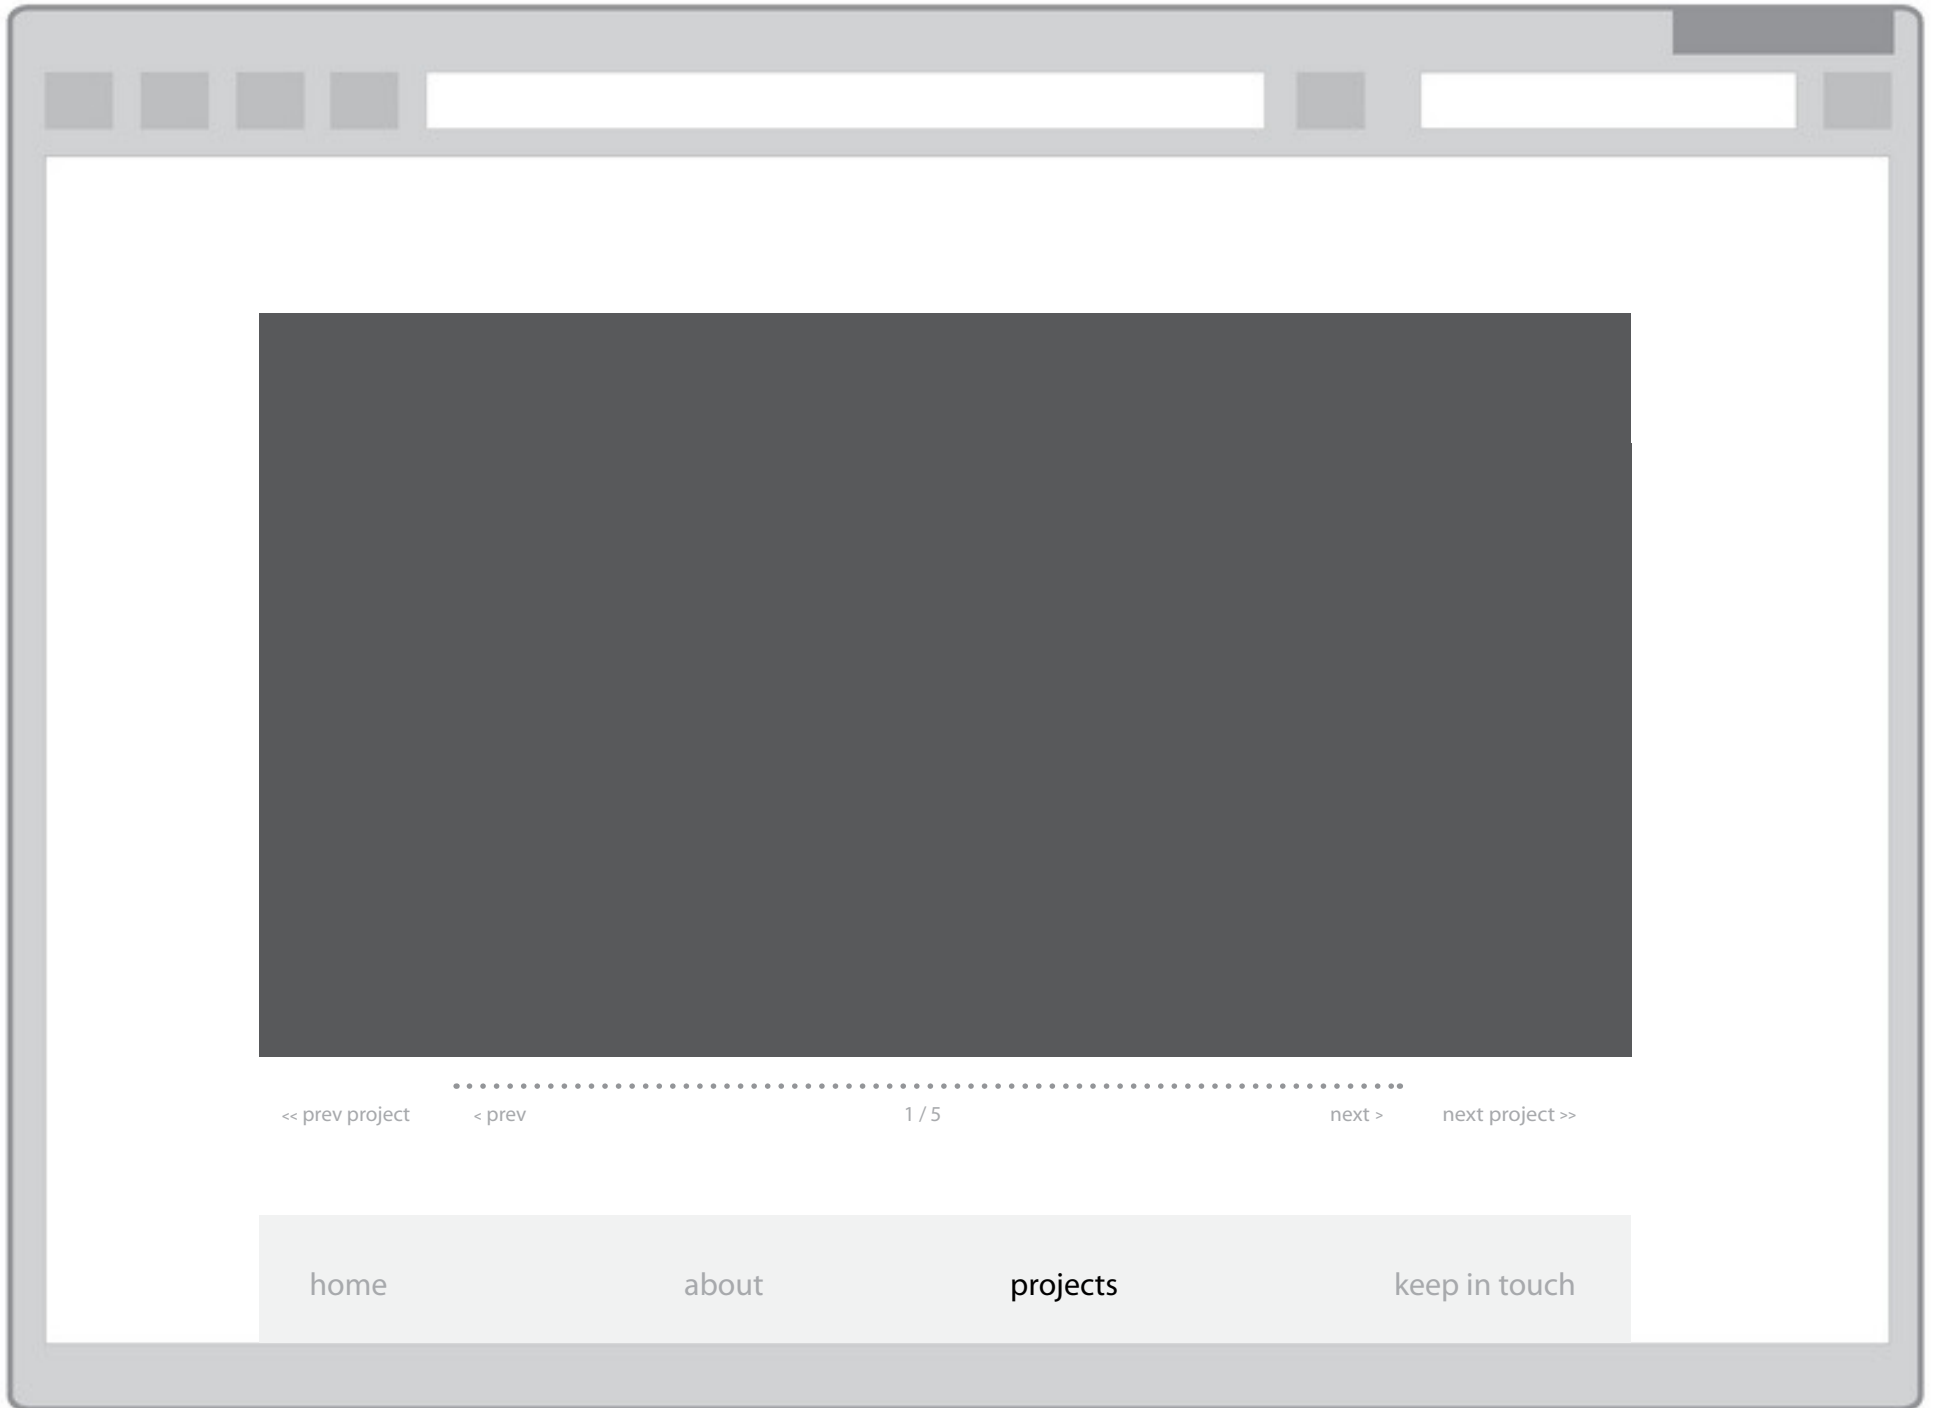 << prev project < prev 1 / 5 next > next project >>
home about projects keep in touch